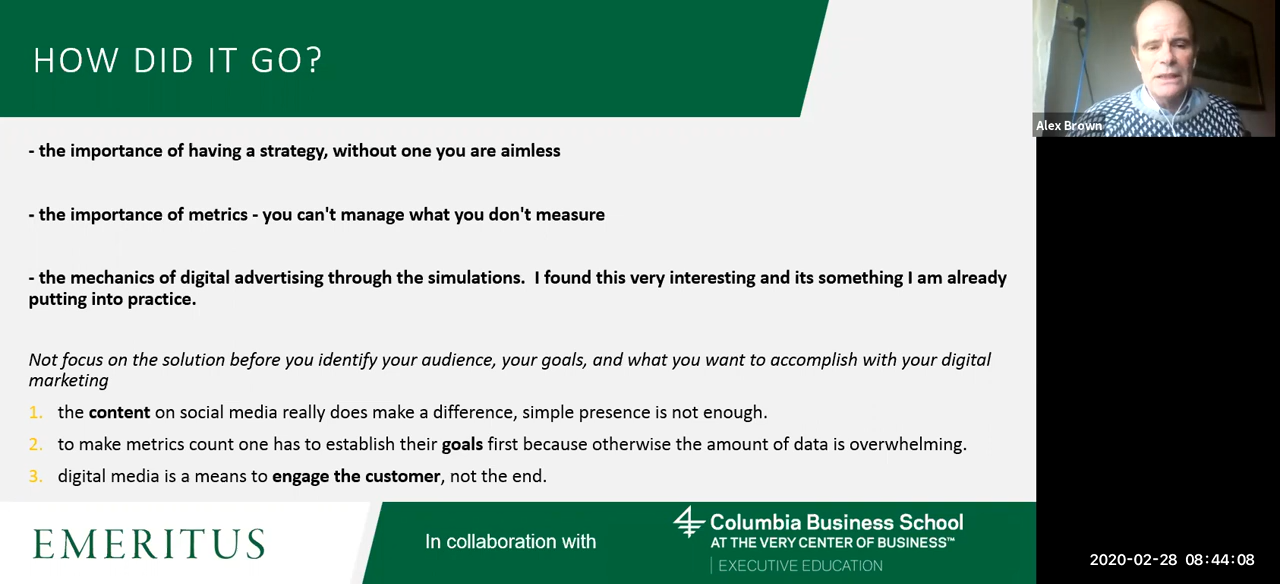 HOW DID IT GO?
Alex Brown
- the importance of having a strategy, without one you are aimless
- the importance of metrics - you can't manage what you don't measure
- the mechanics of digital advertising through the simulations.  I found this very interesting and its something I am already
putting into practice.
Not focus on the solution before you identify your audience, your goals, and what you want to accomplish with your digital
marketing
1. the content on social media really does make a difference, simple presence is not enough.
2. to make metrics count one has to establish their goals first because otherwise the amount of data is overwhelming.
3. digital media is a means to engage the customer, not the end.
EMERITUS
In collaboration with
Columbia Business School
AT THE VERY CENTER OF BUSINESS™
EXECUTIVE EDUCATION
2020-02-28 08:44:08